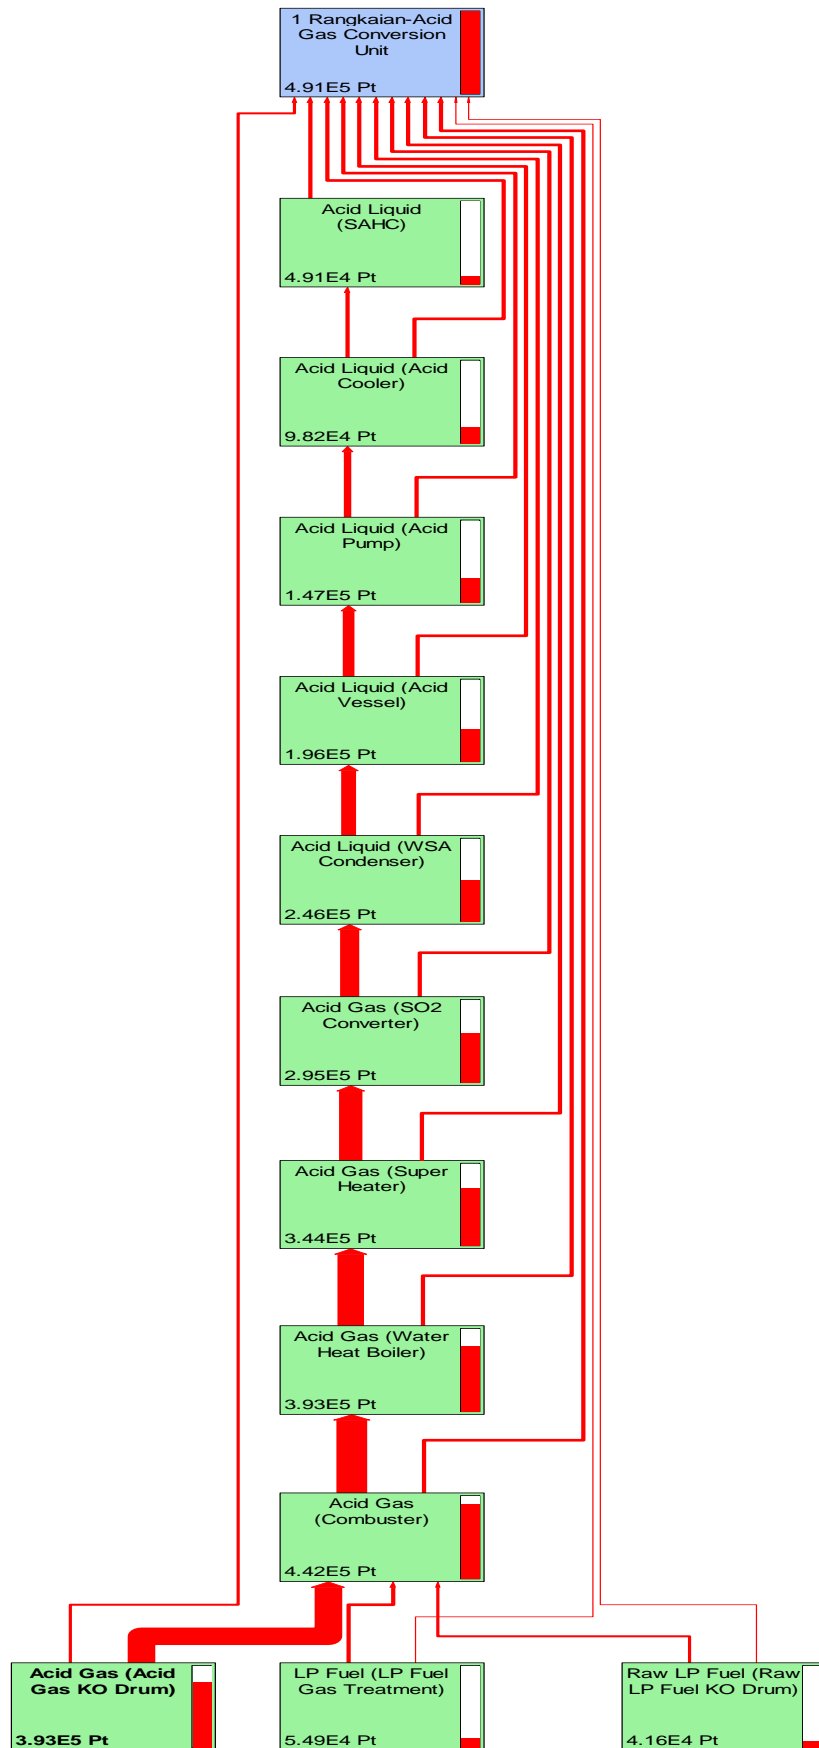 1 Rangkaian-Acid
Gas Conversion
Unit
4.91E5 Pt
Acid Liquid
(SAHC)
4.91E4 Pt
Acid Liquid (Acid
Cooler)
9.82E4 Pt
Acid Liquid (Acid
Pump)
1.47E5 Pt
Acid Liquid (Acid
Vessel)
1.96E5 Pt
Acid Liquid (WSA
Condenser)
2.46E5 Pt
Acid Gas (SO2
Converter)
2.95E5 Pt
Acid Gas (Super
Heater)
3.44E5 Pt
Acid Gas (Water
Heat Boiler)
3.93E5 Pt
Acid Gas
(Combuster)
4.42E5 Pt
Acid Gas (Acid
Gas KO Drum)
3.93E5 Pt
LP Fuel (LP Fuel
Gas Treatment)
5.49E4 Pt
Raw LP Fuel (Raw
LP Fuel KO Drum)
4.16E4 Pt